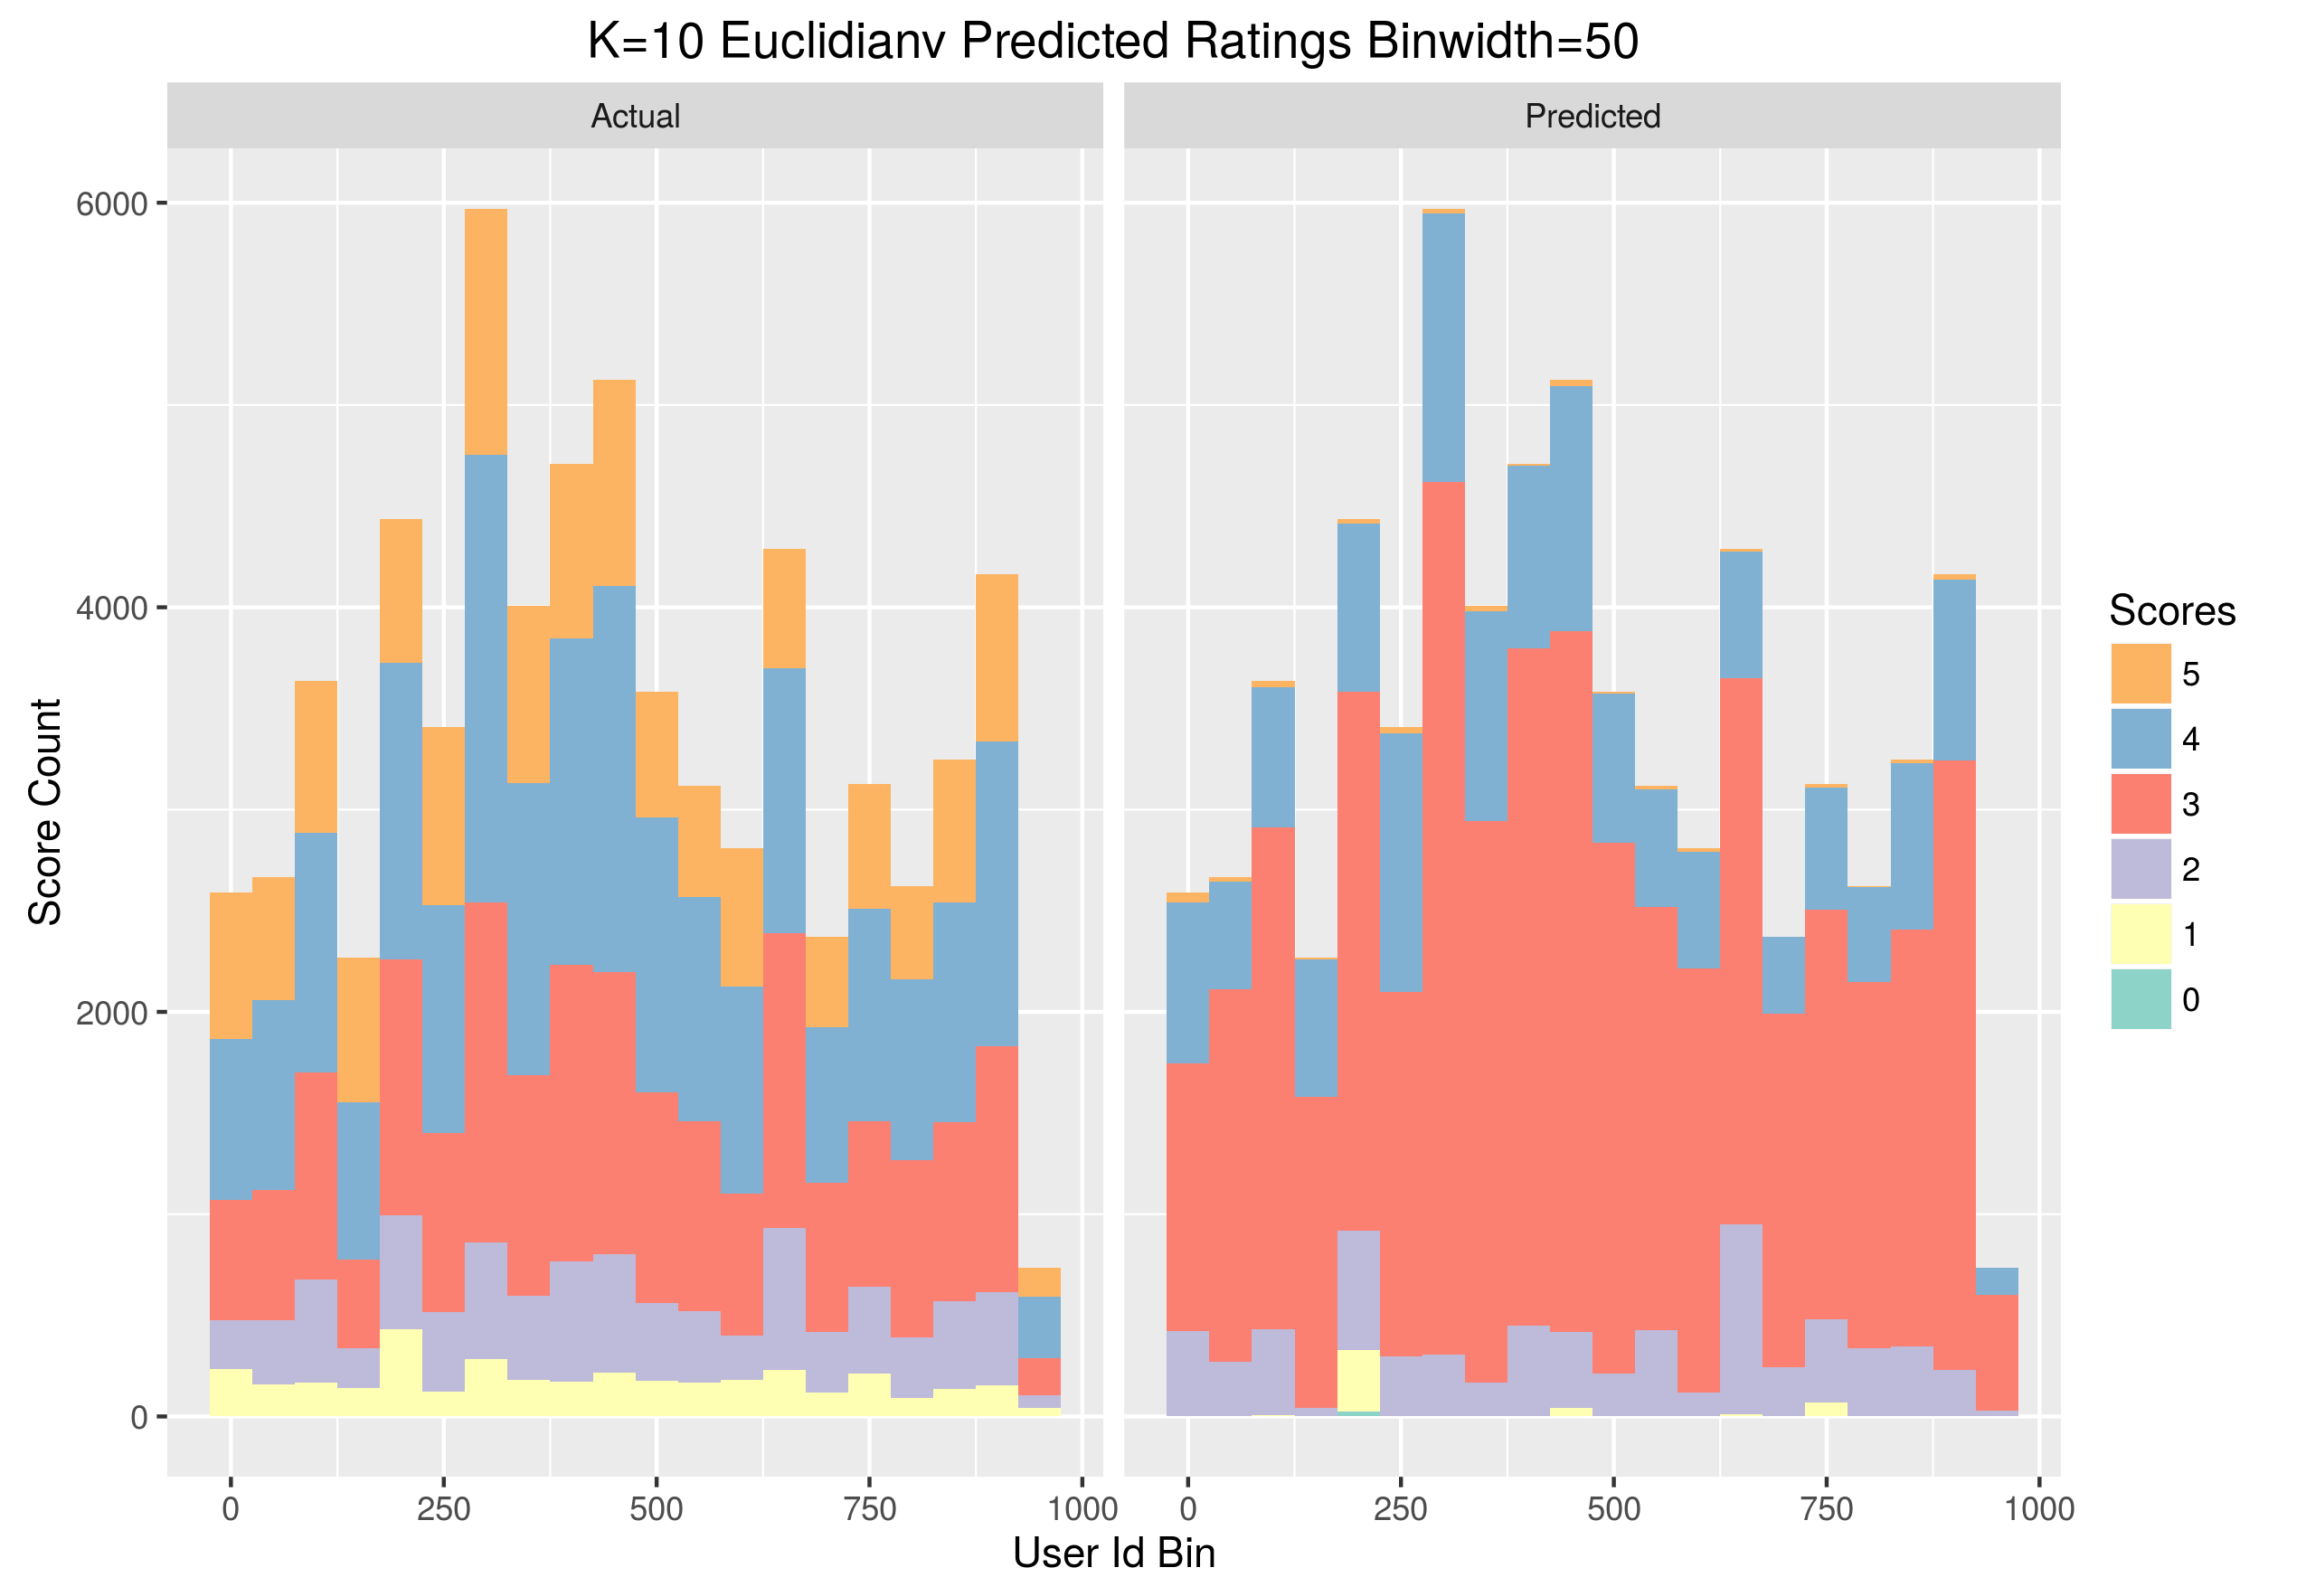 K=10 Euclidianv Predicted Ratings Binwidth=50
Actual
Predicted
6000
4000
2000
0
Score Count
0 250 500 750 1000
0 250 500 750 1000
User Id Bin
Scores
5
4
3
2
1
0